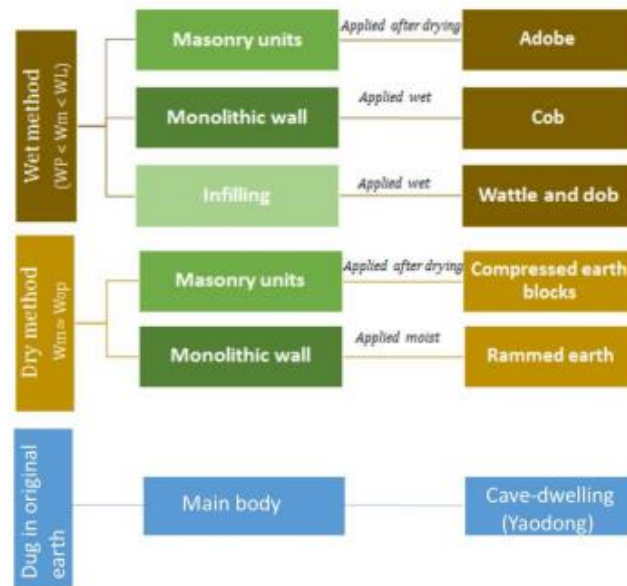 Wet method
(WP < Wm < WL)
Masonry units
Applied after drying
Adobe
Monolithic wall
Applied wet
Cob
Infilling
Applied wet
Wattle and dob
Dry method
Wm ≈ Wop
Masonry units
Applied after drying
Compressed earth
blocks
Monolithic wall
Applied moist
Rammed earth
Dug in original
earth
Main body
Cave-dwelling
(Yaodong)